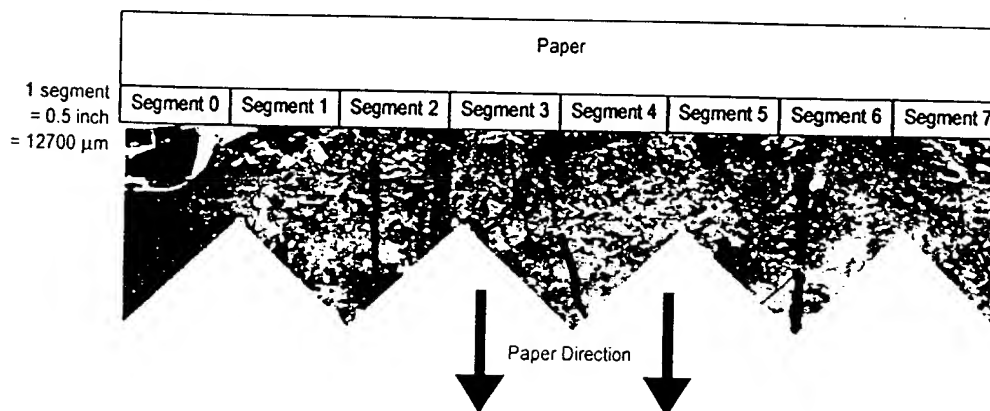 Paper
1 segment
= 0.5 inch
= 12700 μm
Segment 0 Segment 1 Segment 2 Segment 3 Segment 4 Segment 5 Segment 6 Segment 7
Paper Direction